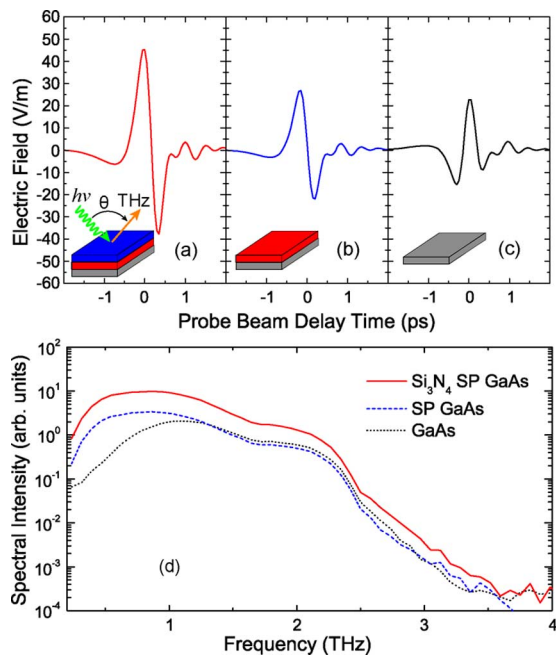 60
50
40
30
20
10
0
-10
-20
-30
-40
-50
-60
Electric Field (V/m)
hν θ THz
(a) (b) (c)
-1 0 1 -1 0 1 -1 0 1
Probe Beam Delay Time (ps)
10²
10¹
10⁰
10⁻¹
10⁻²
10⁻³
10⁻⁴
Spectral Intensity (arb. units)
Si₃N₄ SP GaAs
SP GaAs
GaAs
(d)
1 2 3 4
Frequency (THz)